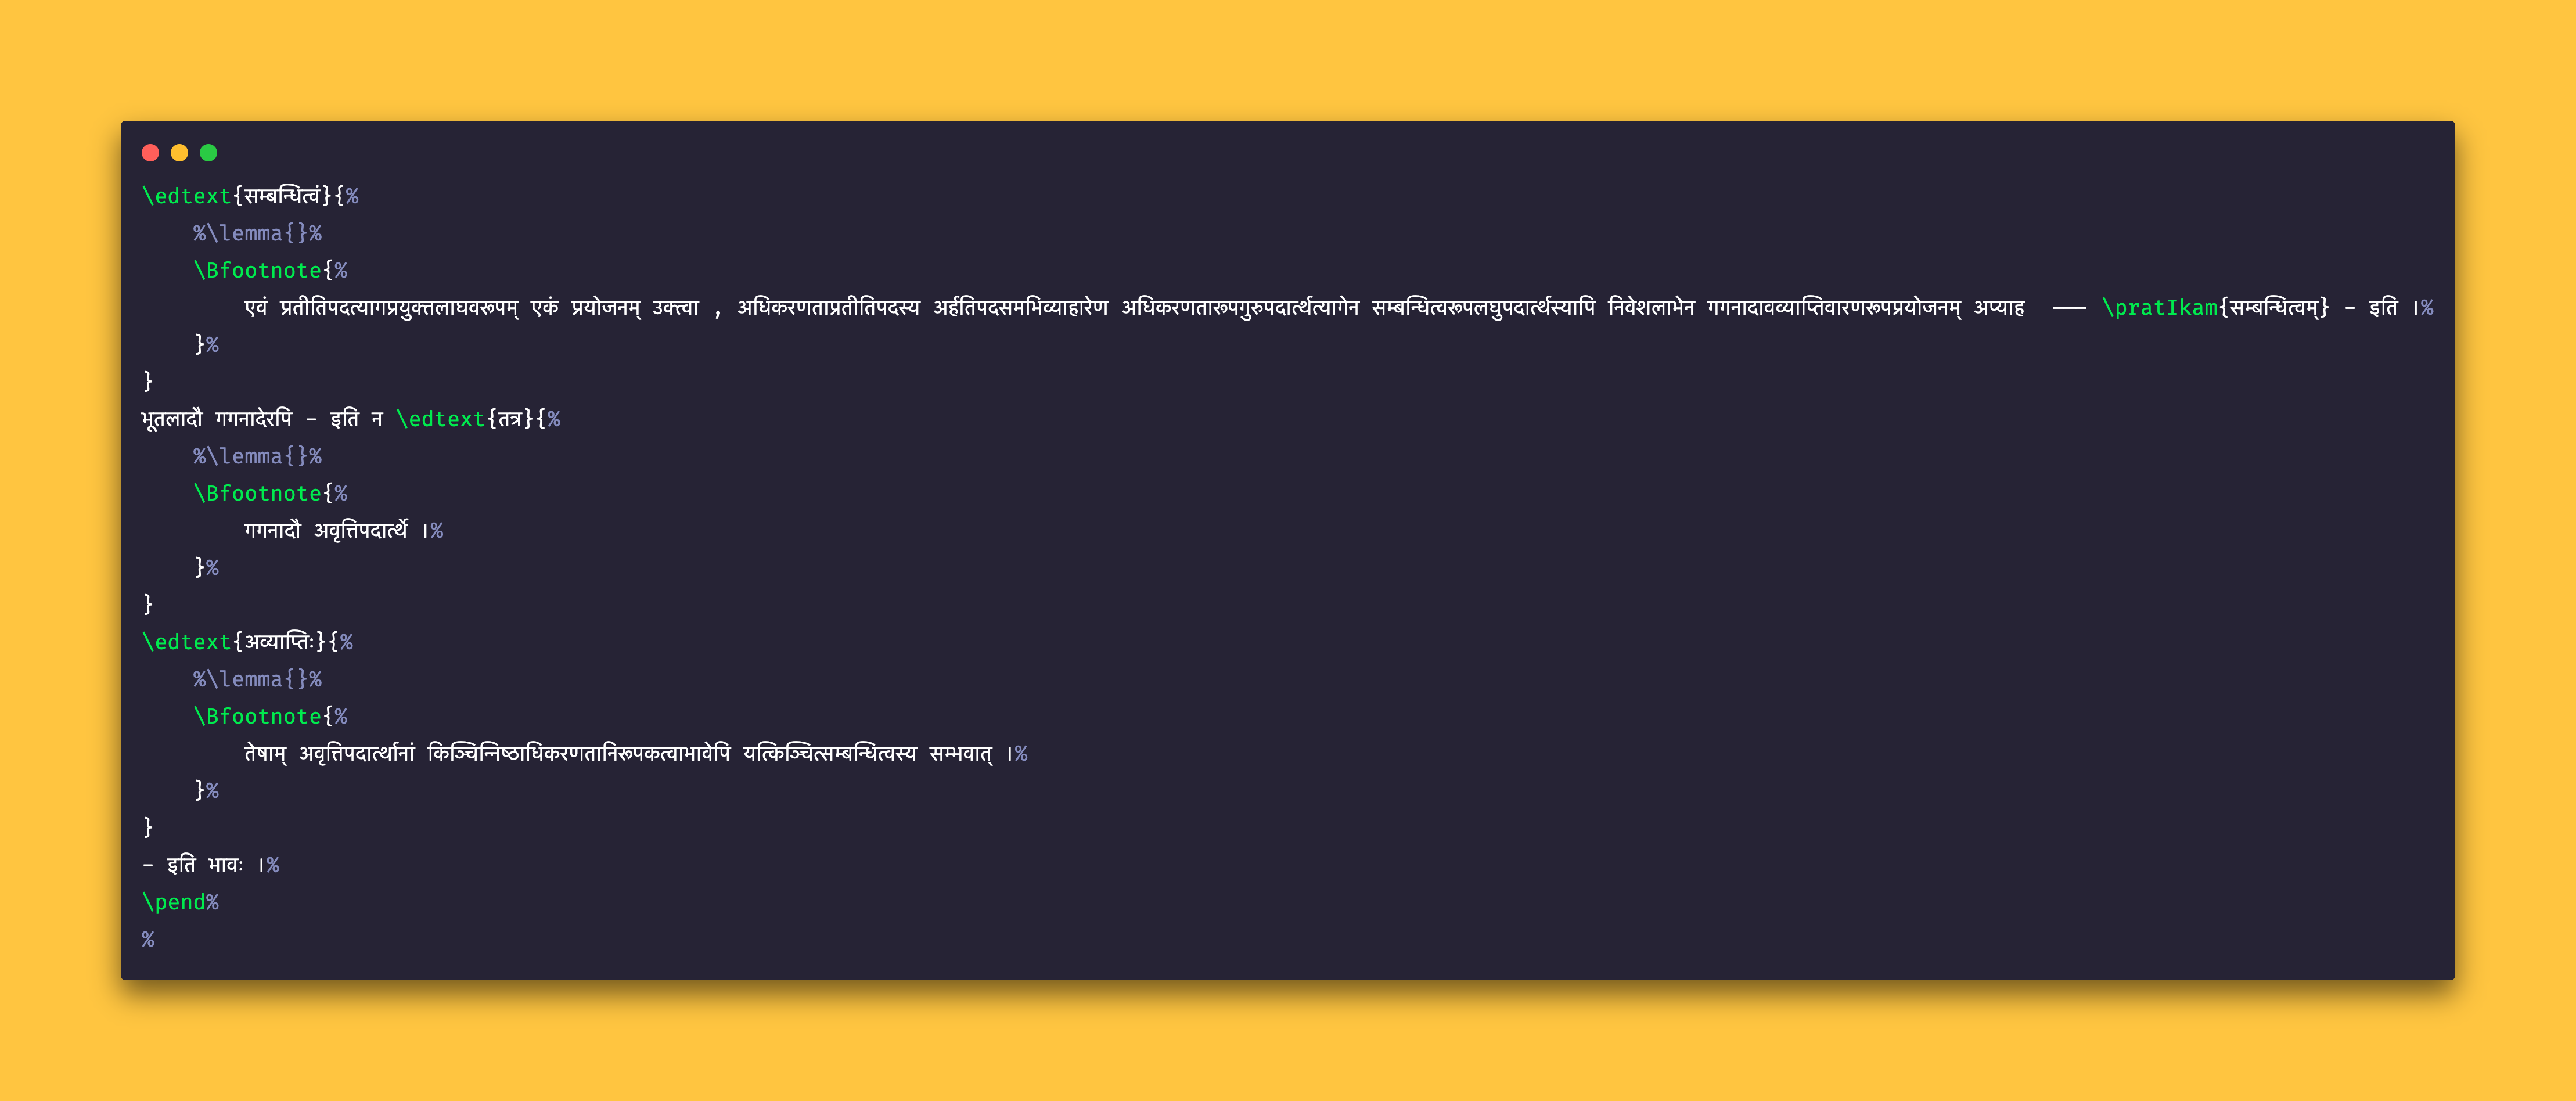 \edtext{सम्बन्धित्वं}{%
    %\lemma{}%
    \Bfootnote{%
        एवं प्रतीतिपदत्यागप्रयुक्तलाघवरूपम् एकं प्रयोजनम् उक्त्वा , अधिकरणताप्रतीतिपदस्य अर्हतिपदसमभिव्याहारेण अधिकरणतारूपगुरुपदार्त्थत्यागेन सम्बन्धित्वरूपलघुपदार्त्थस्यापि निवेशलाभेन गगनादावव्याप्तिवारणरूपप्रयोजनम् अप्याह  --- \pratIkam{सम्बन्धित्वम्} - इति ।%
    }%
}
भूतलादौ गगनादेरपि - इति न \edtext{तत्र}{%
    %\lemma{}%
    \Bfootnote{%
        गगनादौ अवृत्तिपदार्त्थे ।%
    }%
}
\edtext{अव्याप्तिः}{%
    %\lemma{}%
    \Bfootnote{%
        तेषाम् अवृत्तिपदार्त्थानां किञ्चिन्निष्ठाधिकरणतानिरूपकत्वाभावेपि यत्किञ्चित्सम्बन्धित्वस्य सम्भवात् ।%
    }%
}
- इति भावः ।%
\pend%
%